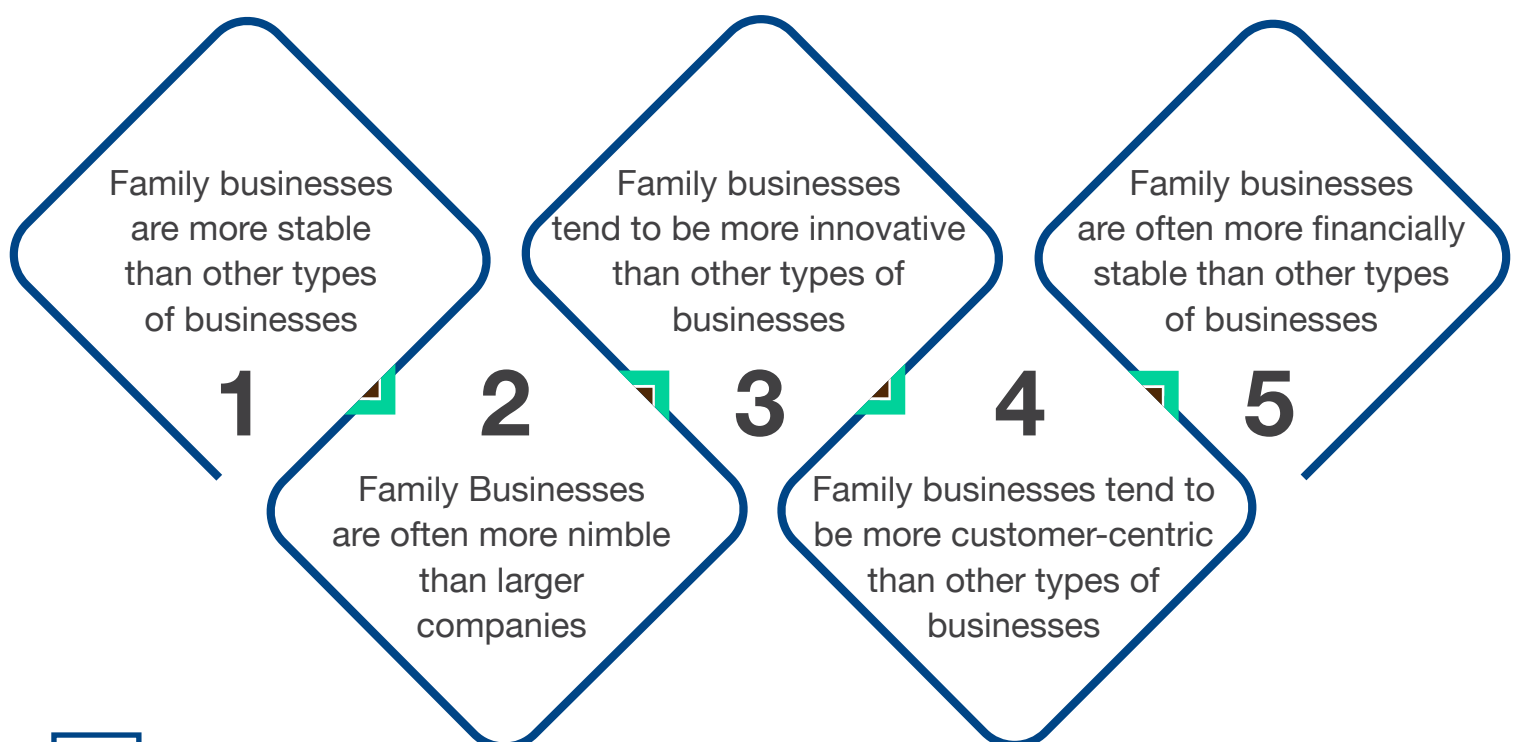 Family businesses
are more stable
than other types
of businesses
1
2
Family Businesses
are often more nimble
than larger
companies
Family businesses
tend to be more innovative
than other types of
businesses
3
4
Family businesses tend to
be more customer-centric
than other types of
businesses
Family businesses
are often more financially
stable than other types
of businesses
5